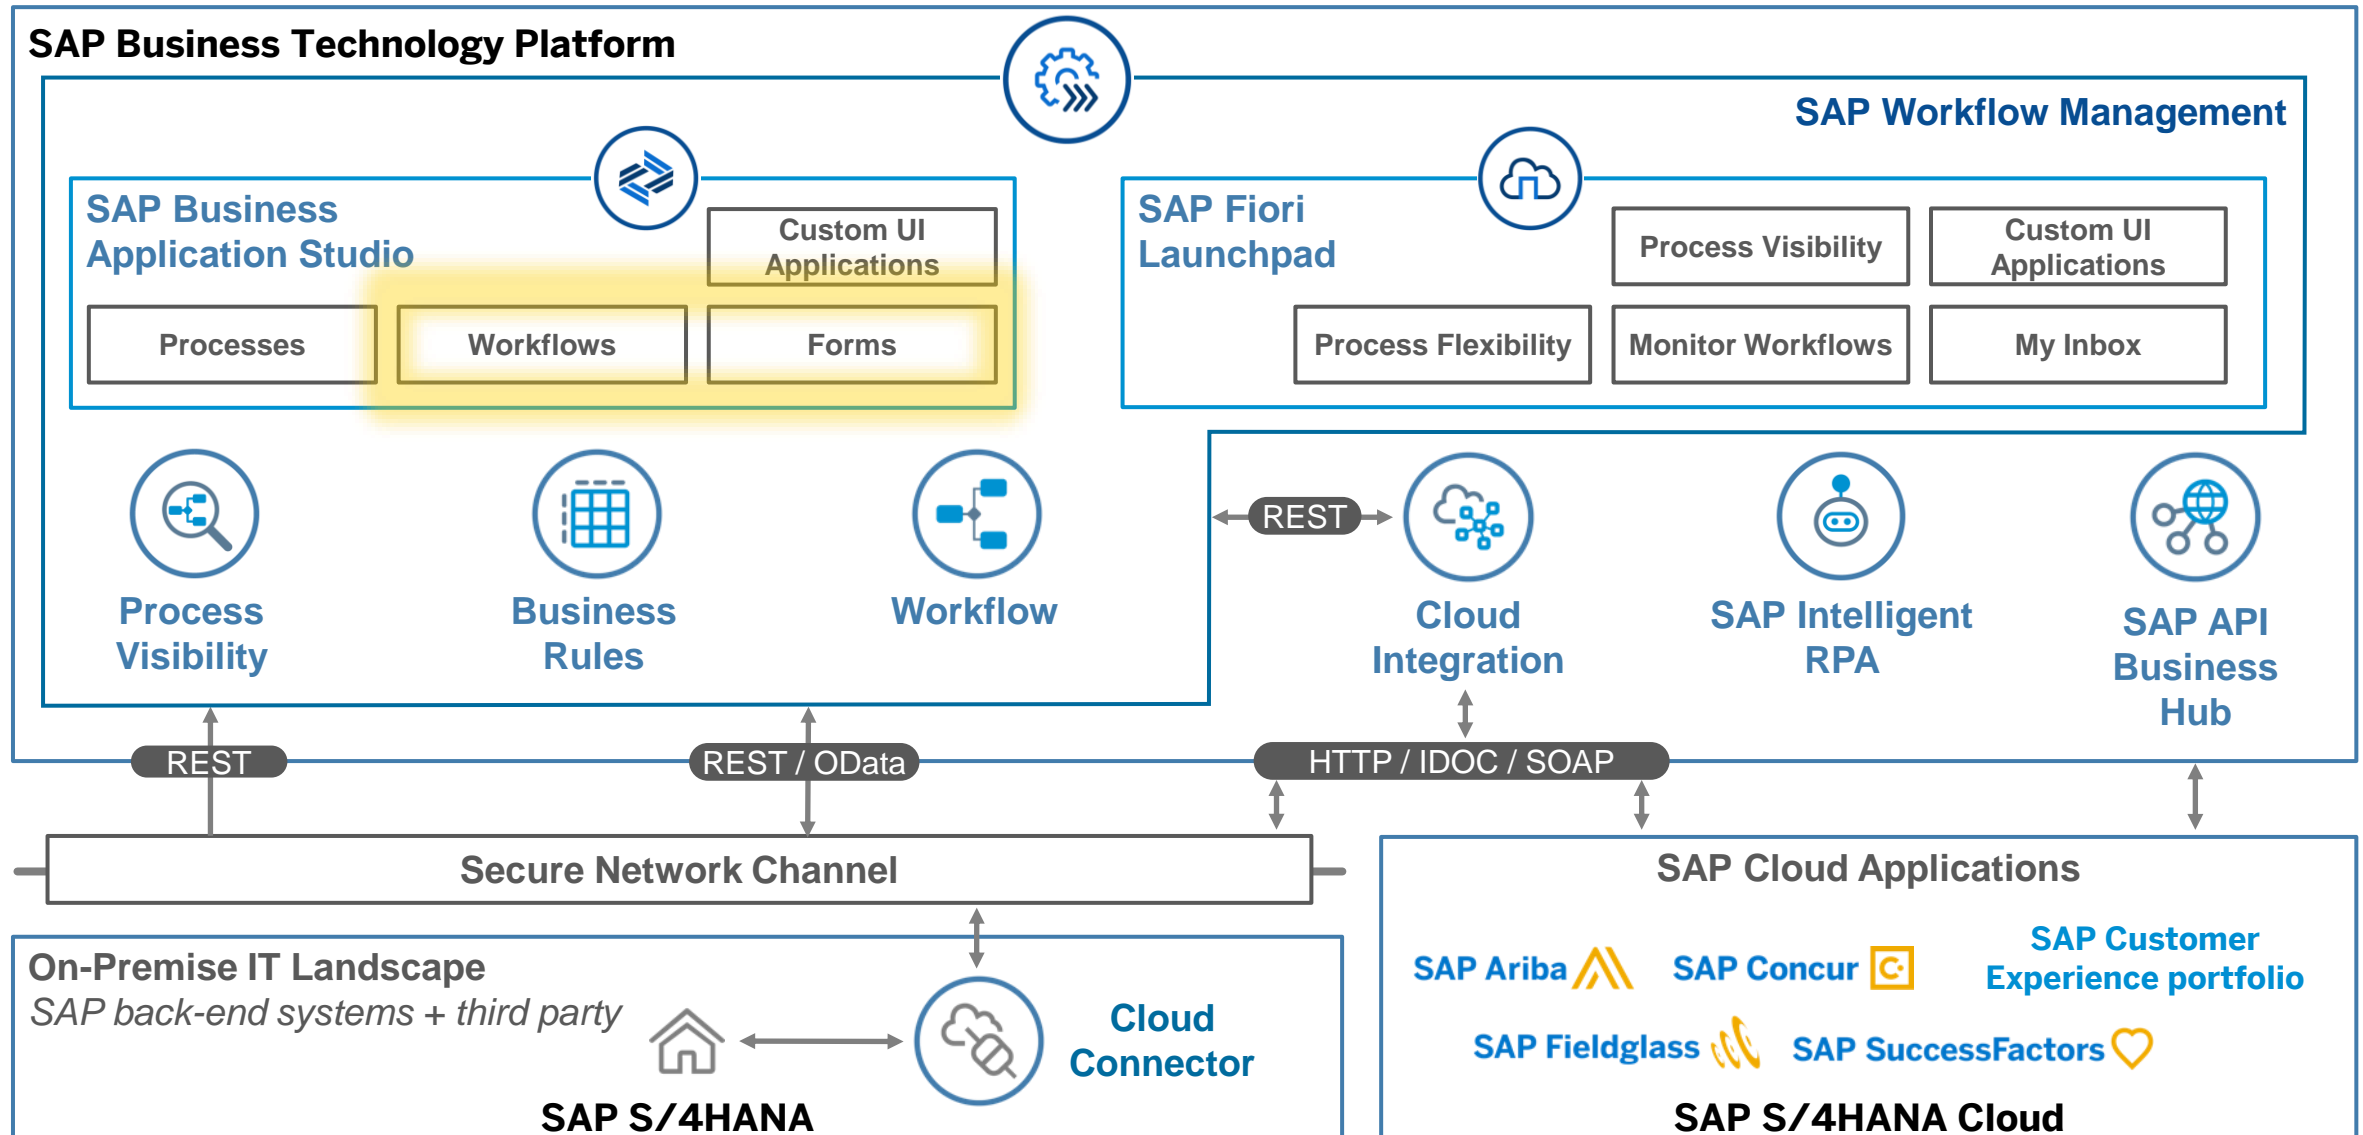 SAP Business Technology Platform
SAP Workflow Management
SAP Business
Application Studio
Custom UI
Applications
Processes
Workflows
Forms
SAP Fiori
Launchpad
Process Visibility
Custom UI
Applications
Process Flexibility
Monitor Workflows
My Inbox
Process
Visibility
Business
Rules
Workflow
REST
Cloud
Integration
SAP Intelligent
RPA
SAP API
Business
Hub
REST
REST / OData
HTTP / IDOC / SOAP
Secure Network Channel
On-Premise IT Landscape
SAP back-end systems + third party
Cloud
Connector
SAP S/4HANA
SAP Cloud Applications
SAP Ariba
SAP Concur
SAP Customer
Experience portfolio
SAP Fieldglass
SAP SuccessFactors
SAP S/4HANA Cloud